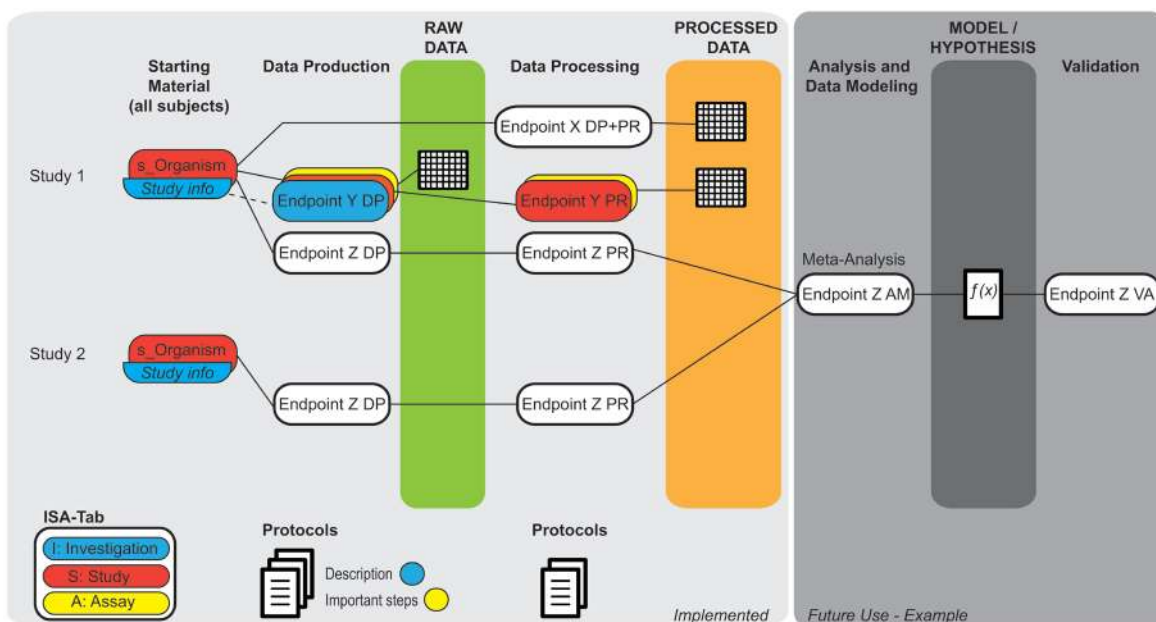 RAW
DATA
PROCESSED
DATA
MODEL /
HYPOTHESIS
Starting
Material
(all subjects)
Data Production
Data Processing
Analysis and
Data Modeling
Validation
Endpoint X DP+PR
Study 1
s_Organism
Study info
Endpoint Y DP
Endpoint Y PR
Endpoint Z DP
Endpoint Z PR
Meta-Analysis
Endpoint Z AM
f(x)
Endpoint Z VA
Study 2
s_Organism
Study info
Endpoint Z DP
Endpoint Z PR
ISA-Tab
I: Investigation
S: Study
A: Assay
Protocols
Description
Important steps
Protocols
Implemented
Future Use - Example